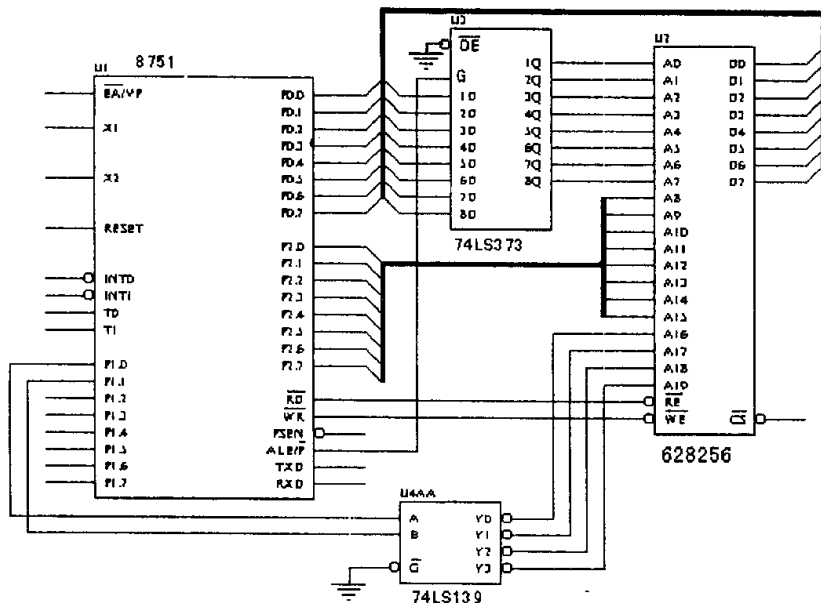 U1 8751
EA/VP
X1
X2
RESET
INT0
INT1
T0
T1
P1.0
P1.1
P1.2
P1.3
P1.4
P1.5
P1.6
P1.7
P0.0
P0.1
P0.2
P0.3
P0.4
P0.5
P0.6
P0.7
P2.0
P2.1
P2.2
P2.3
P2.4
P2.5
P2.6
P2.7
RD
WR
PSEN
ALE/P
TXD
RXD
U3
OE
G
1D
2D
3D
4D
5D
6D
7D
8D
1Q
2Q
3Q
4Q
5Q
6Q
7Q
8Q
74LS373
U2
A0
A1
A2
A3
A4
A5
A6
A7
A8
A9
A10
A11
A12
A13
A14
A15
A16
A17
A18
A19
RE
WE
D0
D1
D2
D3
D4
D5
D6
D7
CS
628256
U4AA
A
B
G
Y0
Y1
Y2
Y3
74LS139